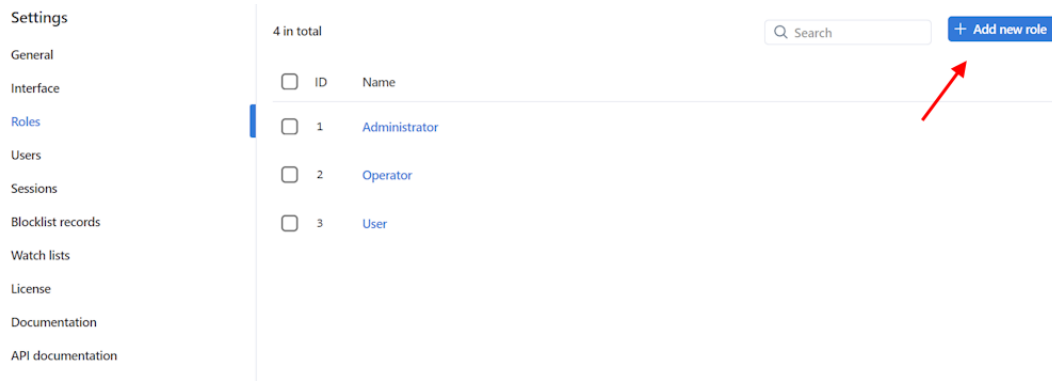 Settings
General
Interface
Roles
Users
Sessions
Blocklist records
Watch lists
License
Documentation
API documentation
4 in total
Search
+ Add new role
ID Name
1 Administrator
2 Operator
3 User